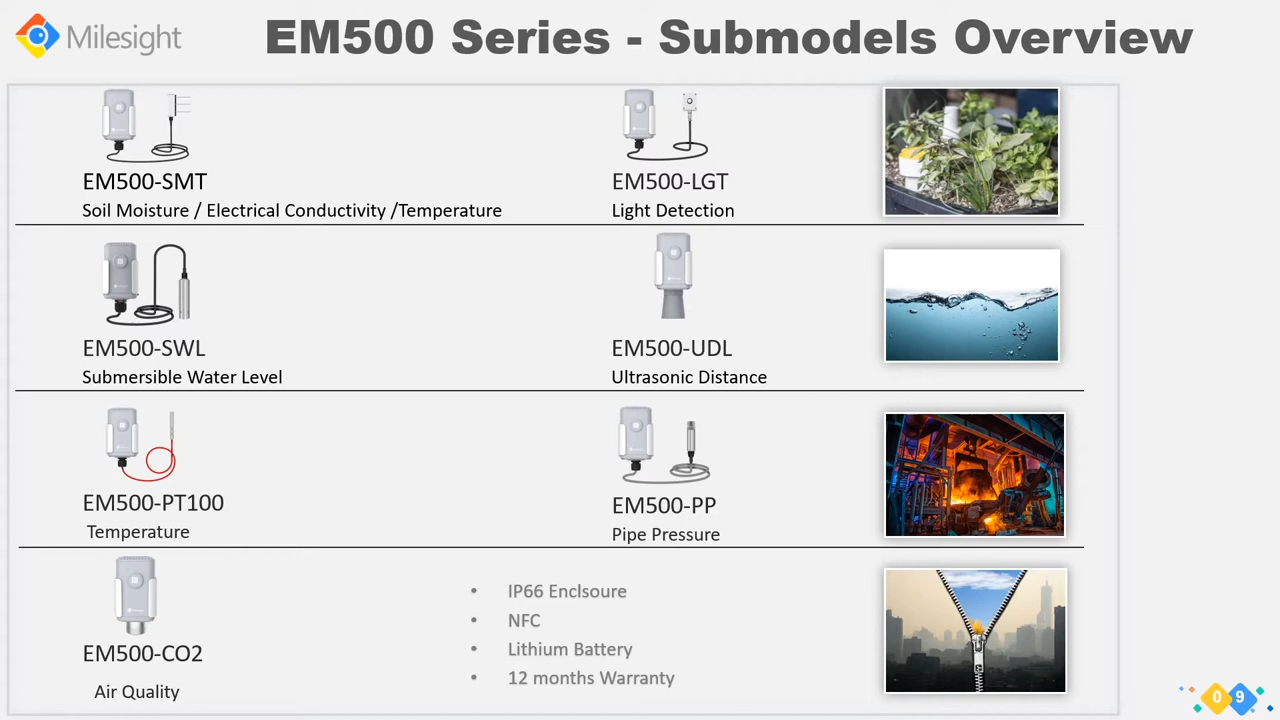 Milesight
EM500 Series - Submodels Overview
EM500-SMT
Soil Moisture / Electrical Conductivity /Temperature
EM500-LGT
Light Detection
EM500-SWL
Submersible Water Level
EM500-UDL
Ultrasonic Distance
EM500-PT100
Temperature
EM500-PP
Pipe Pressure
EM500-CO2
Air Quality
• IP66 Enclsoure
• NFC
• Lithium Battery
• 12 months Warranty
09